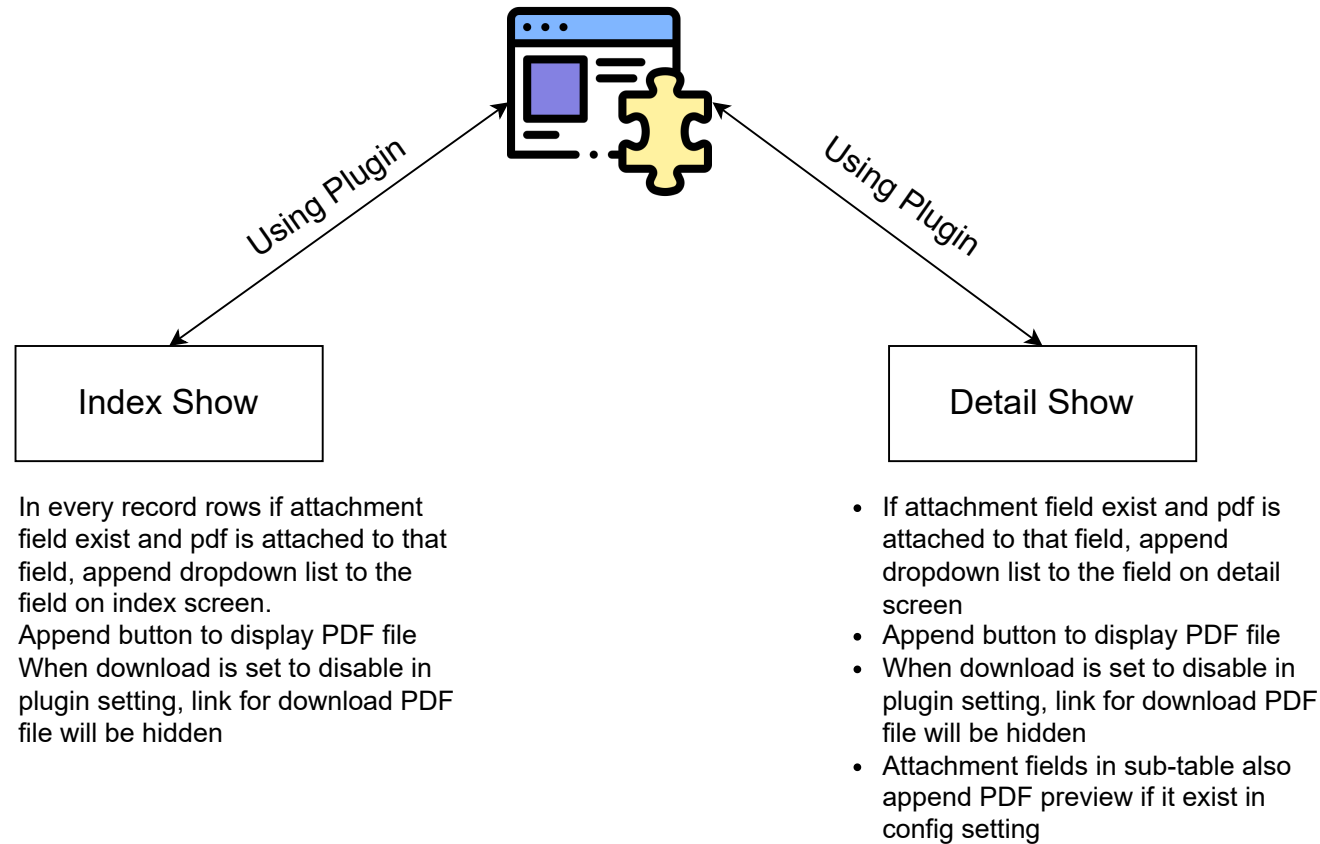 Using Plugin
Using Plugin
Index Show
Detail Show
In every record rows if attachment
field exist and pdf is attached to that
field, append dropdown list to the
field on index screen.
Append button to display PDF file
When download is set to disable in
plugin setting, link for download PDF
file will be hidden
• If attachment field exist and pdf is
attached to that field, append
dropdown list to the field on detail
screen
• Append button to display PDF file
• When download is set to disable in
plugin setting, link for download PDF
file will be hidden
• Attachment fields in sub-table also
append PDF preview if it exist in
config setting